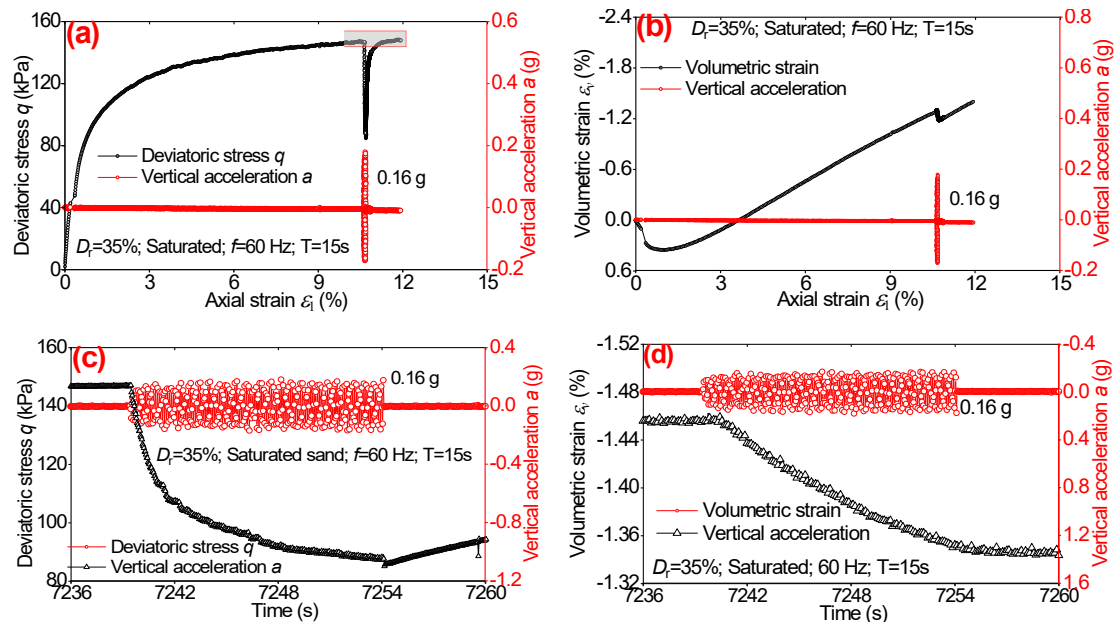 (a)
160
120
80
40
0
Deviatoric stress q (kPa)
Deviatoric stress q
Vertical acceleration a
0.16 g
Dr=35%; Saturated; f=60 Hz; T=15s
0 3 6 9 12 15
Axial strain ε1 (%)
0.6
0.4
0.2
0.0
-0.2
Vertical acceleration a (g)
(b)
-2.4
-1.8
-1.2
-0.6
0.0
0.6
Volumetric strain εv (%)
Dr=35%; Saturated; f=60 Hz; T=15s
Volumetric strain
Vertical acceleration
0.16 g
0 3 6 9 12 15
Axial strain ε1 (%)
0.8
0.6
0.4
0.2
0.0
-0.2
Vertical acceleration a (g)
(c)
160
140
120
100
80
Deviatoric stress q (kPa)
0.16 g
Dr=35%; Saturated sand; f=60 Hz; T=15s
Deviatoric stress q
Vertical acceleration a
7236 7242 7248 7254 7260
Time (s)
0.4
0.0
-0.4
-0.8
-1.2
Vertical acceleration a (g)
(d)
-1.52
-1.48
-1.44
-1.40
-1.36
-1.32
Volumetric strain εv (%)
0.16 g
Volumetric strain
Vertical acceleration
Dr=35%; Saturated; 60 Hz; T=15s
7236 7242 7248 7254 7260
Time (s)
-0.4
0.0
0.4
0.8
1.2
1.6
Vertical acceleration a (g)